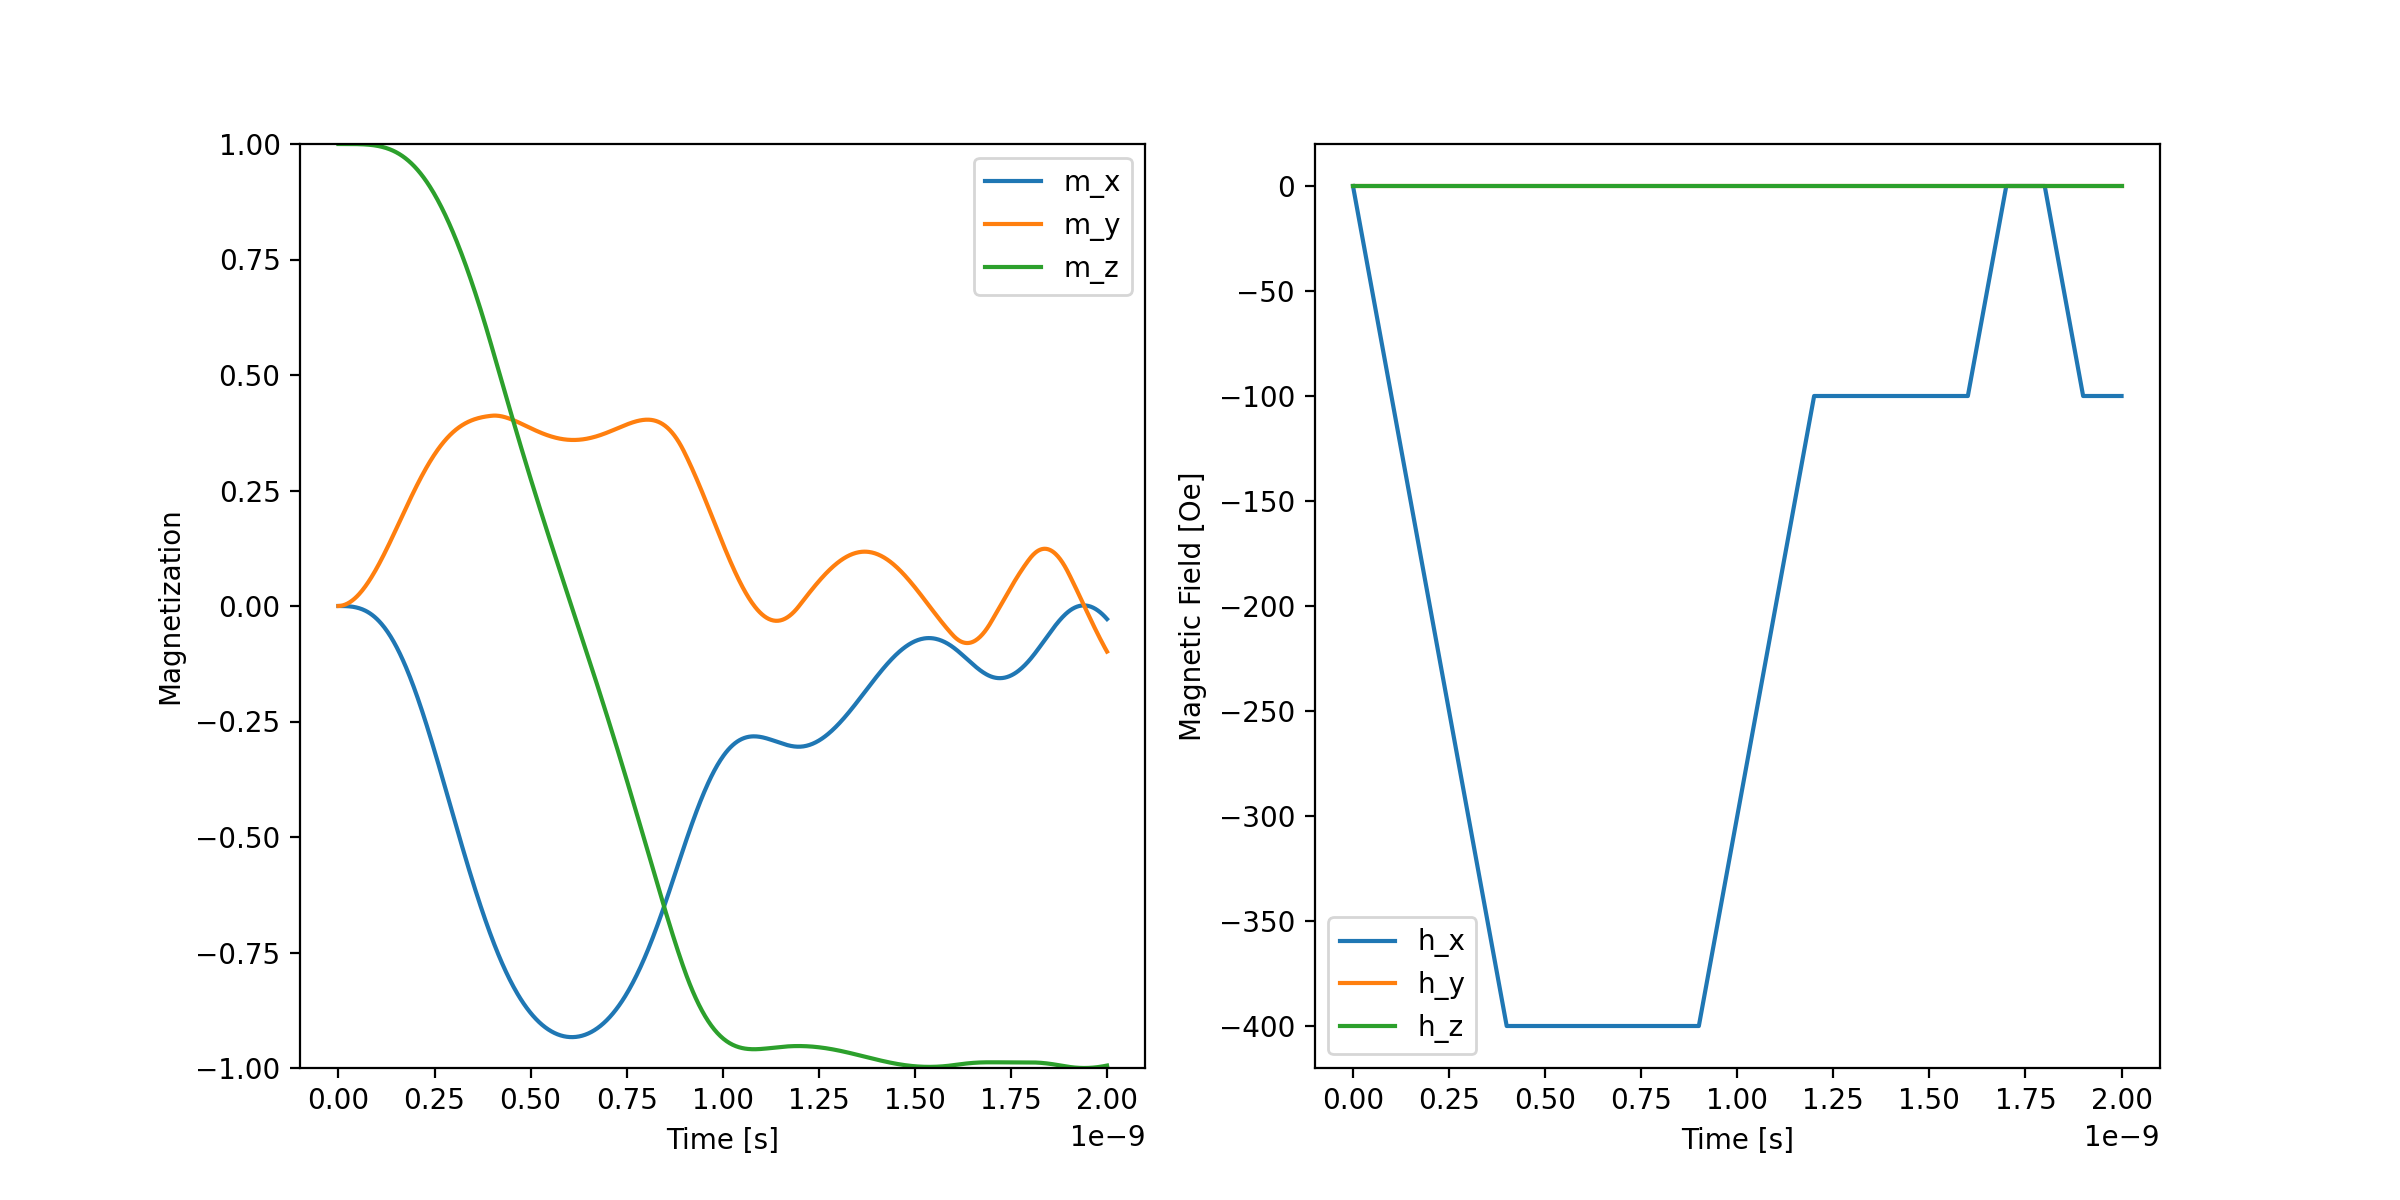 1.00
0.75
0.50
0.25
0.00
−0.25
−0.50
−0.75
−1.00
Magnetization
m_x
m_y
m_z
0.00 0.25 0.50 0.75 1.00 1.25 1.50 1.75 2.00
Time [s]
1e−9
0
−50
−100
−150
−200
−250
−300
−350
−400
Magnetic Field [Oe]
h_x
h_y
h_z
0.00 0.25 0.50 0.75 1.00 1.25 1.50 1.75 2.00
Time [s]
1e−9